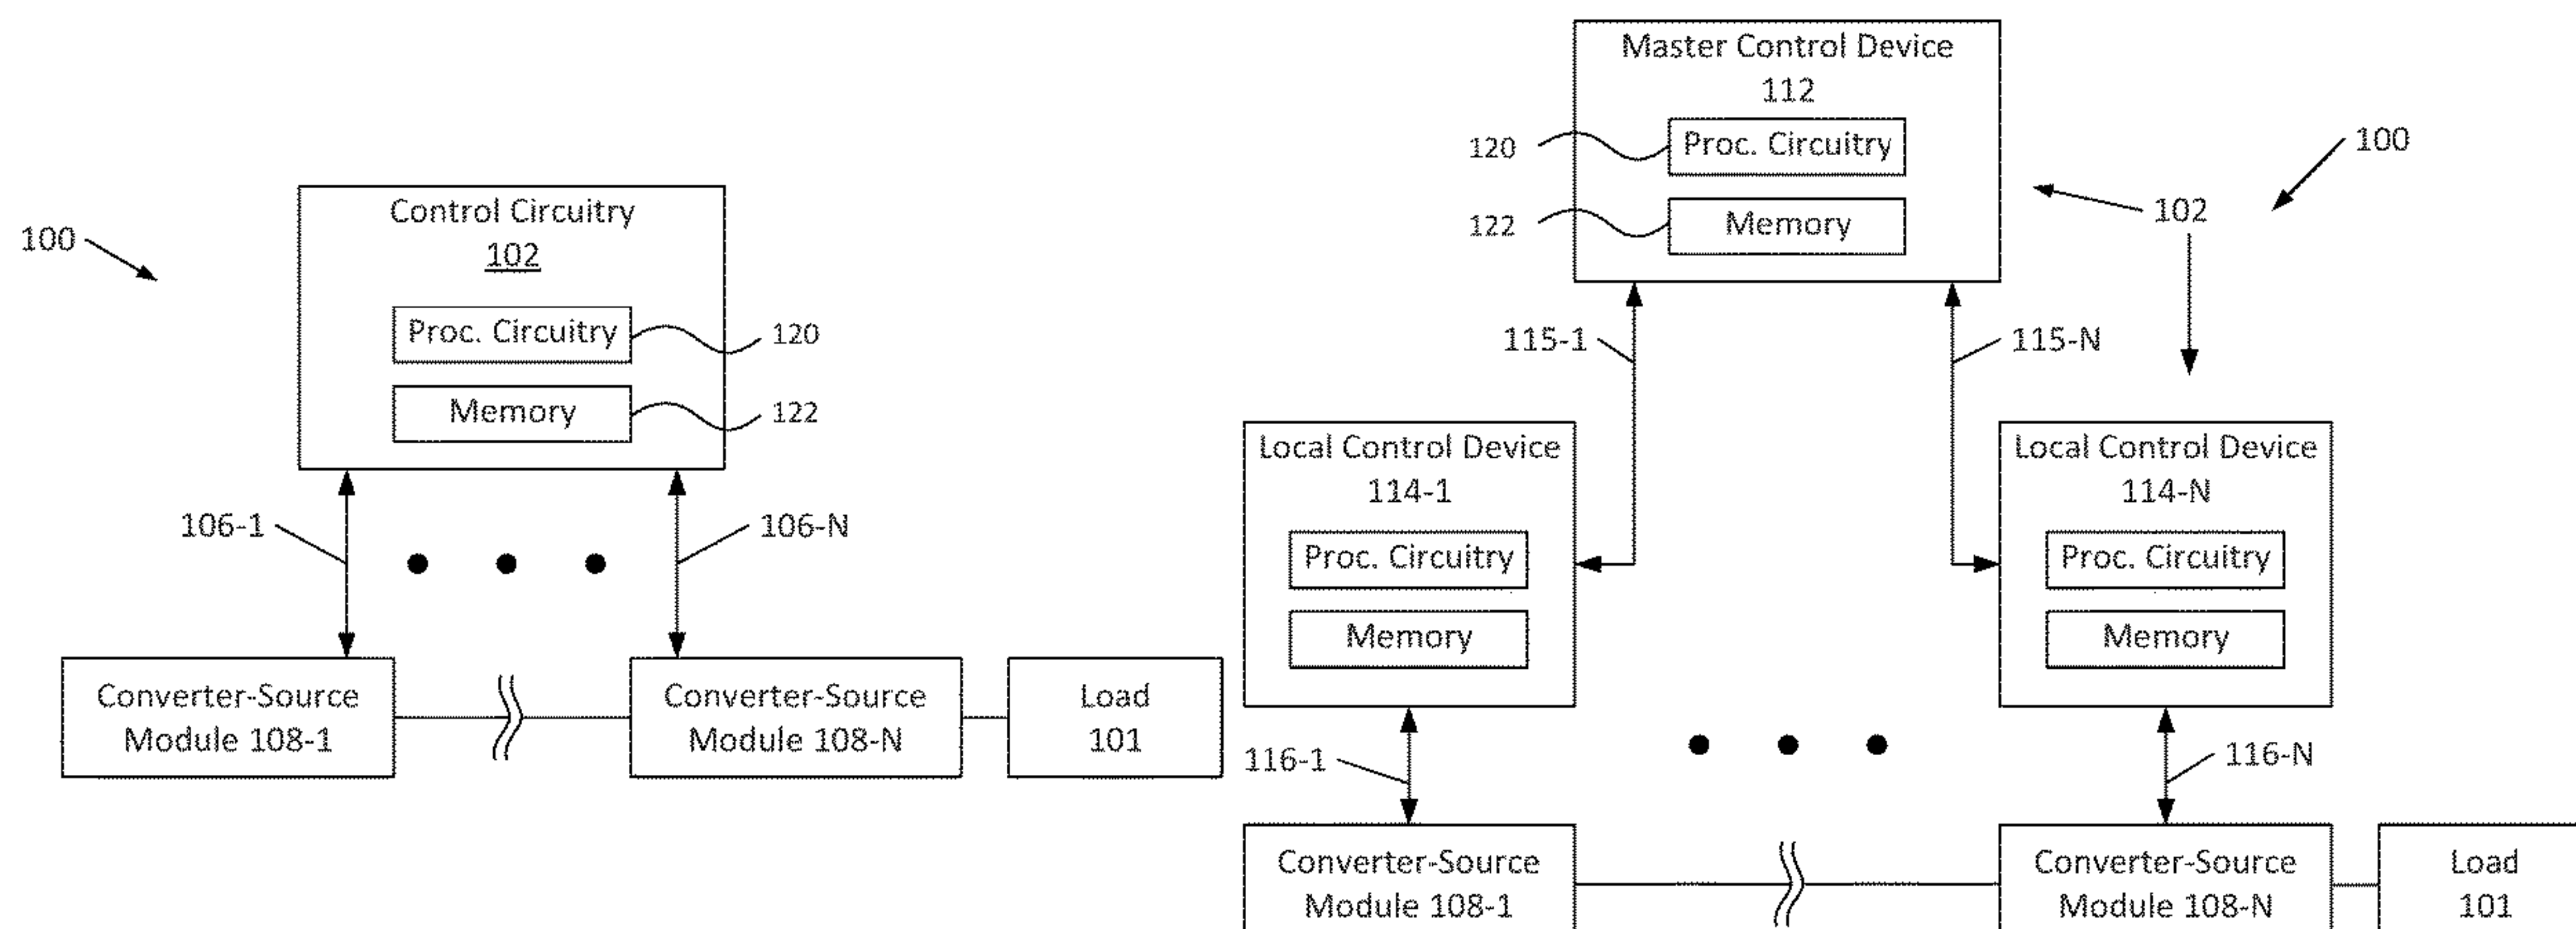 100
Control Circuitry
102
Proc. Circuitry
120
Memory
122
106-1
106-N
Converter-Source
Module 108-1
Converter-Source
Module 108-N
Load
101
Master Control Device
112
120
Proc. Circuitry
122
Memory
102
100
115-1
115-N
Local Control Device
114-1
Proc. Circuitry
Memory
Local Control Device
114-N
Proc. Circuitry
Memory
116-1
116-N
Converter-Source
Module 108-1
Converter-Source
Module 108-N
Load
101